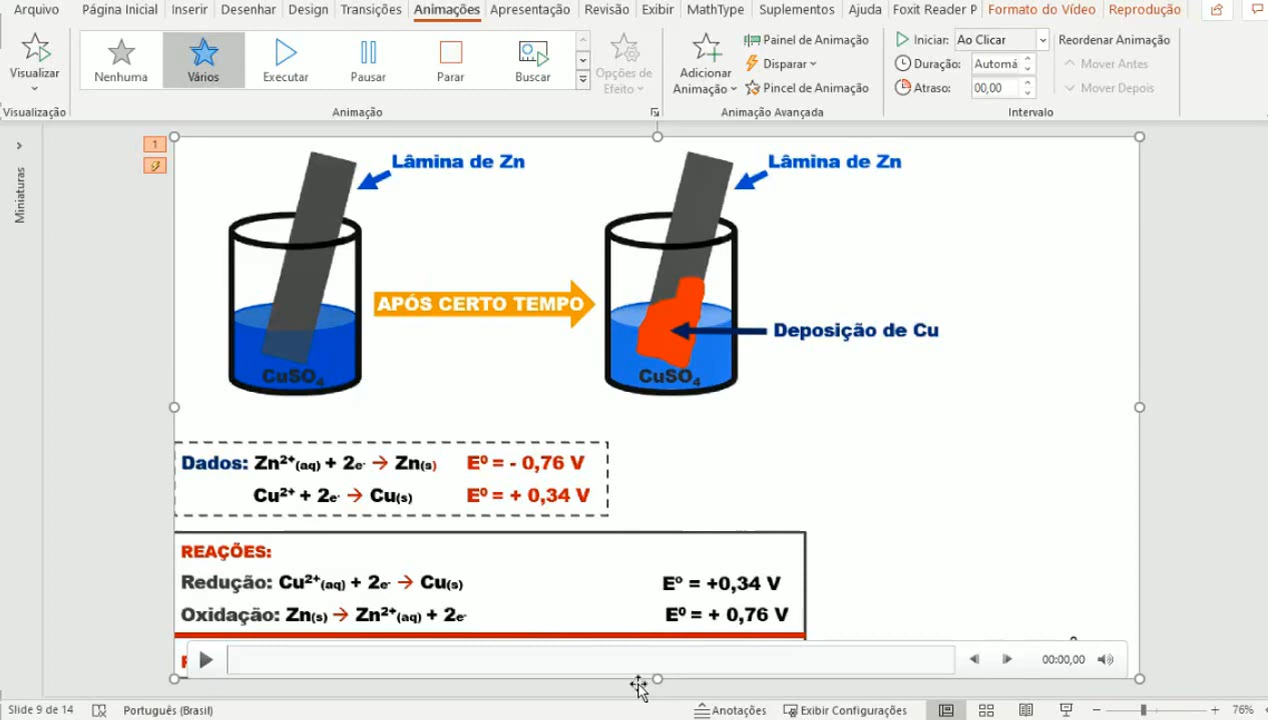 Arquivo Página Inicial Inserir Desenhar Design Transições Animações Apresentação Revisão Exibir MathType Suplementos Ajuda Foxit Reader P Formato do Vídeo Reprodução
Visualizar
Nenhuma Vários Executar Pausar Parar Buscar
Opções de
Efeito
Adicionar
Animação
Painel de Animação
Disparar
Pincel de Animação
Iniciar: Ao Clicar
Duração: Automá
Atraso: 00,00
Reordenar Animação
Mover Antes
Mover Depois
Visualização Animação Animação Avançada Intervalo
Miniaturas
1
Lâmina de Zn
Lâmina de Zn
APÓS CERTO TEMPO
Deposição de Cu
CuSO₄
CuSO₄
Dados: Zn²⁺(aq) + 2e⁻ → Zn(s) E⁰ = - 0,76 V
Cu²⁺ + 2e⁻ → Cu(s) E⁰ = + 0,34 V
REAÇÕES:
Redução: Cu²⁺(aq) + 2e⁻ → Cu(s) Eº = +0,34 V
Oxidação: Zn(s) → Zn²⁺(aq) + 2e⁻ E⁰ = + 0,76 V
00:00,00
Slide 9 de 14 Português (Brasil) Anotações Exibir Configurações 76%